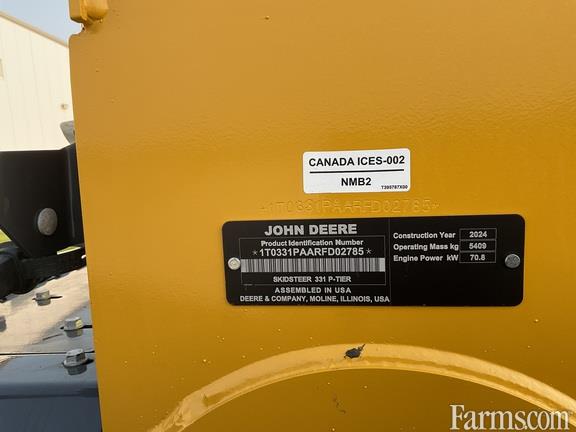 CANADA ICES-002
NMB2
T399787X00
*1T0331PAARFD02785*
JOHN DEERE
Product Identification Number
*1T0331PAARFD02785*
SKIDSTEER 331 P-TIER
ASSEMBLED IN USA
DEERE & COMPANY, MOLINE, ILLINOIS, USA
Construction Year 2024
Operating Mass kg 5409
Engine Power kW 70.8
Farms.com